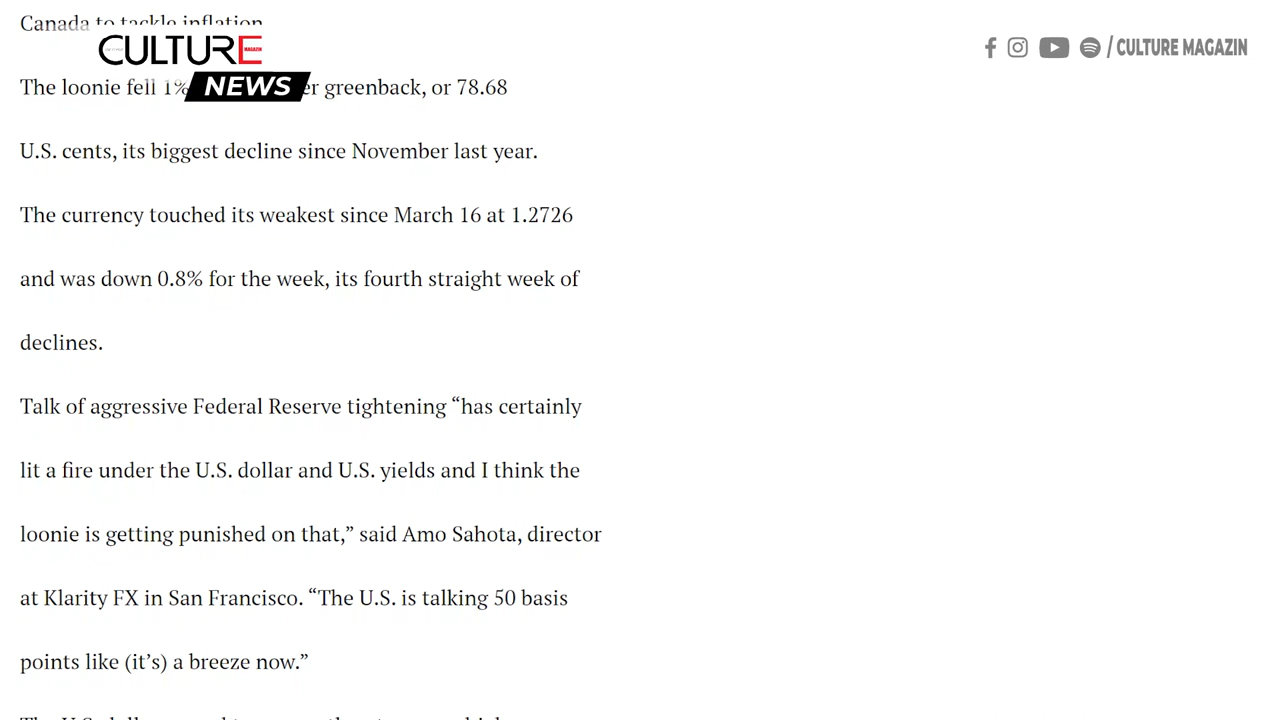 Canada to tackle inflation
CULTURE
MAGAZIN
NEWS
/ CULTURE MAGAZIN
The loonie fell 1% er greenback, or 78.68
U.S. cents, its biggest decline since November last year.
The currency touched its weakest since March 16 at 1.2726
and was down 0.8% for the week, its fourth straight week of
declines.
Talk of aggressive Federal Reserve tightening “has certainly
lit a fire under the U.S. dollar and U.S. yields and I think the
loonie is getting punished on that,” said Amo Sahota, director
at Klarity FX in San Francisco. “The U.S. is talking 50 basis
points like (it’s) a breeze now.”